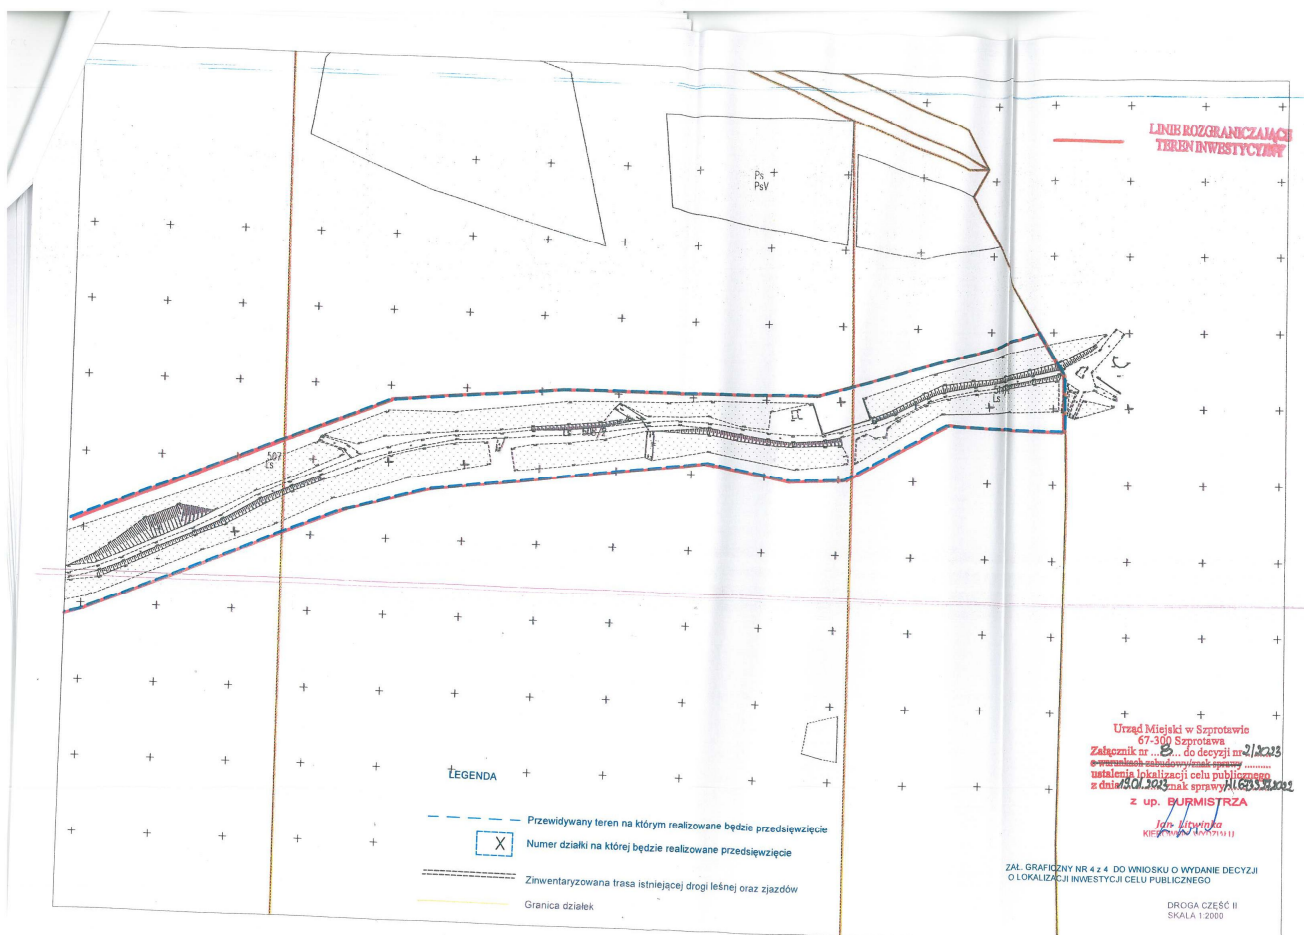 LINIE ROZGRANICZAJĄCE
TEREN INWESTYCYJNY
Ps
PsV
507
Ls
Ls
Ls
Urząd Miejski w Szprotawie
67-300 Szprotawa
Załącznik nr ...8... do decyzji nr 2/2023
o warunkach zabudowy/znak sprawy ..........
ustalenia lokalizacji celu publicznego
z dnia 19.01.2023 znak sprawy
z up. BURMISTRZA
Jan Litwinka
KIEROWNIK WYDZIAŁU
LEGENDA
Przewidywany teren na którym realizowane będzie przedsięwzięcie
X
Numer działki na której będzie realizowane przedsięwzięcie
Zinwentaryzowana trasa istniejącej drogi leśnej oraz zjazdów
Granica działek
ZAŁ. GRAFICZNY NR 4 z 4 DO WNIOSKU O WYDANIE DECYZJI
O LOKALIZACJI INWESTYCJI CELU PUBLICZNEGO
DROGA CZĘŚĆ II
SKALA 1:2000